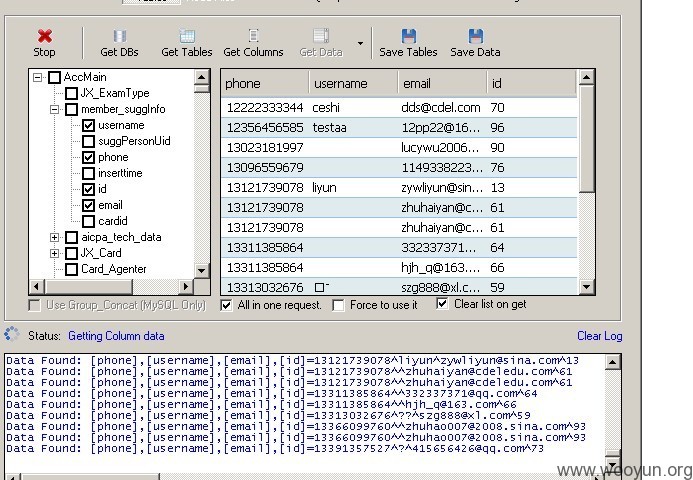 Stop Get DBs Get Tables Get Columns Get Data Save Tables Save Data
AccMain
JX_ExamType
member_suggInfo
username
suggPersonUid
phone
inserttime
id
email
cardid
aicpa_tech_data
JX_Card
Card_Agenter
phone username email id
12222333344 ceshi dds@cdel.com 70
12356456585 testaa 12pp22@16... 96
13023181997 lucywu2006... 90
13096559679 1149338223... 76
13121739078 liyun zywliyun@sin... 13
13121739078 zhuhaiyan@c... 61
13121739078 zhuhaiyan@c... 61
13311385864 332337371... 64
13311385864 hjh_q@163.... 66
13313032676 szg888@xl.c... 59
Use Group_Concat (MySQL Only) All in one request. Force to use it Clear list on get
Status: Getting Column data Clear Log
Data Found: [phone],[username],[email],[id]=13121739078^liyun^zywliyun@sina.com^13
Data Found: [phone],[username],[email],[id]=13121739078^^zhuhaiyan@cdeledu.com^61
Data Found: [phone],[username],[email],[id]=13121739078^^zhuhaiyan@cdeledu.com^61
Data Found: [phone],[username],[email],[id]=13311385864^^332337371@qq.com^64
Data Found: [phone],[username],[email],[id]=13311385864^^hjh_q@163.com^66
Data Found: [phone],[username],[email],[id]=13313032676^?^szg888@xl.com^59
Data Found: [phone],[username],[email],[id]=13366099760^^zhuhao007@2008.sina.com^93
Data Found: [phone],[username],[email],[id]=13366099760^^zhuhao007@2008.sina.com^93
Data Found: [phone],[username],[email],[id]=13391357527^?^415656426@qq.com^73
www.wooyun.org